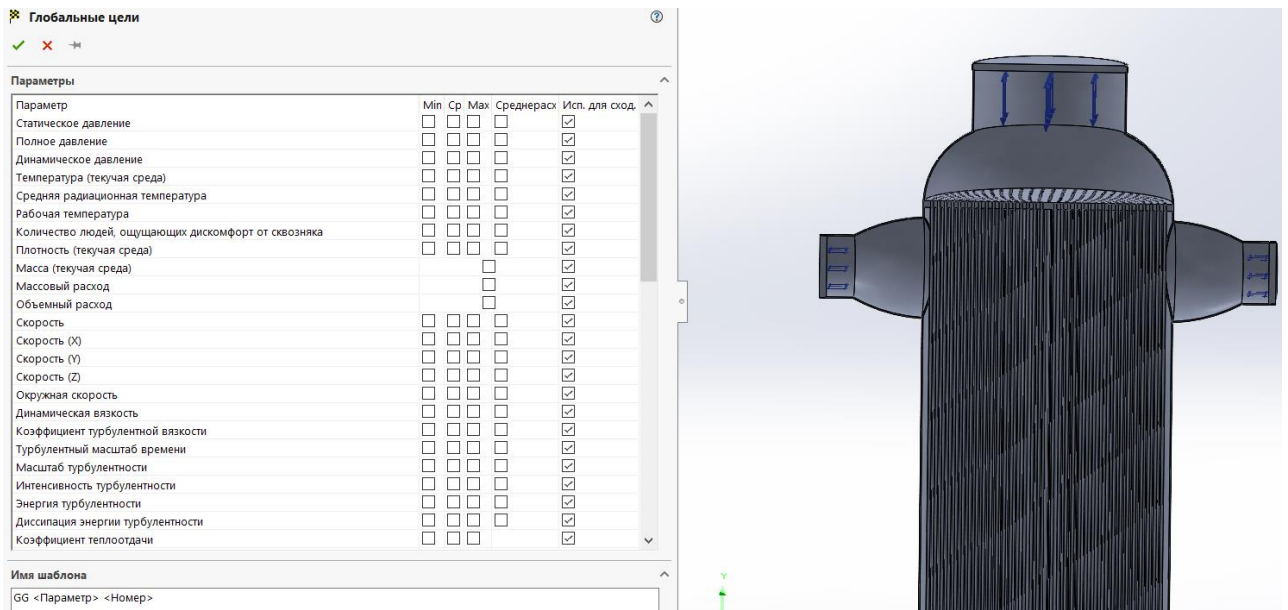 Глобальные цели
Параметры
Параметр Min Ср Max Среднерасх Исп. для сход.
Статическое давление
Полное давление
Динамическое давление
Температура (текучая среда)
Средняя радиационная температура
Рабочая температура
Количество людей, ощущающих дискомфорт от сквозняка
Плотность (текучая среда)
Масса (текучая среда)
Массовый расход
Объемный расход
Скорость
Скорость (X)
Скорость (Y)
Скорость (Z)
Окружная скорость
Динамическая вязкость
Коэффициент турбулентной вязкости
Турбулентный масштаб времени
Масштаб турбулентности
Интенсивность турбулентности
Энергия турбулентности
Диссипация энергии турбулентности
Коэффициент теплоотдачи
Имя шаблона
GG <Параметр> <Номер>
Y